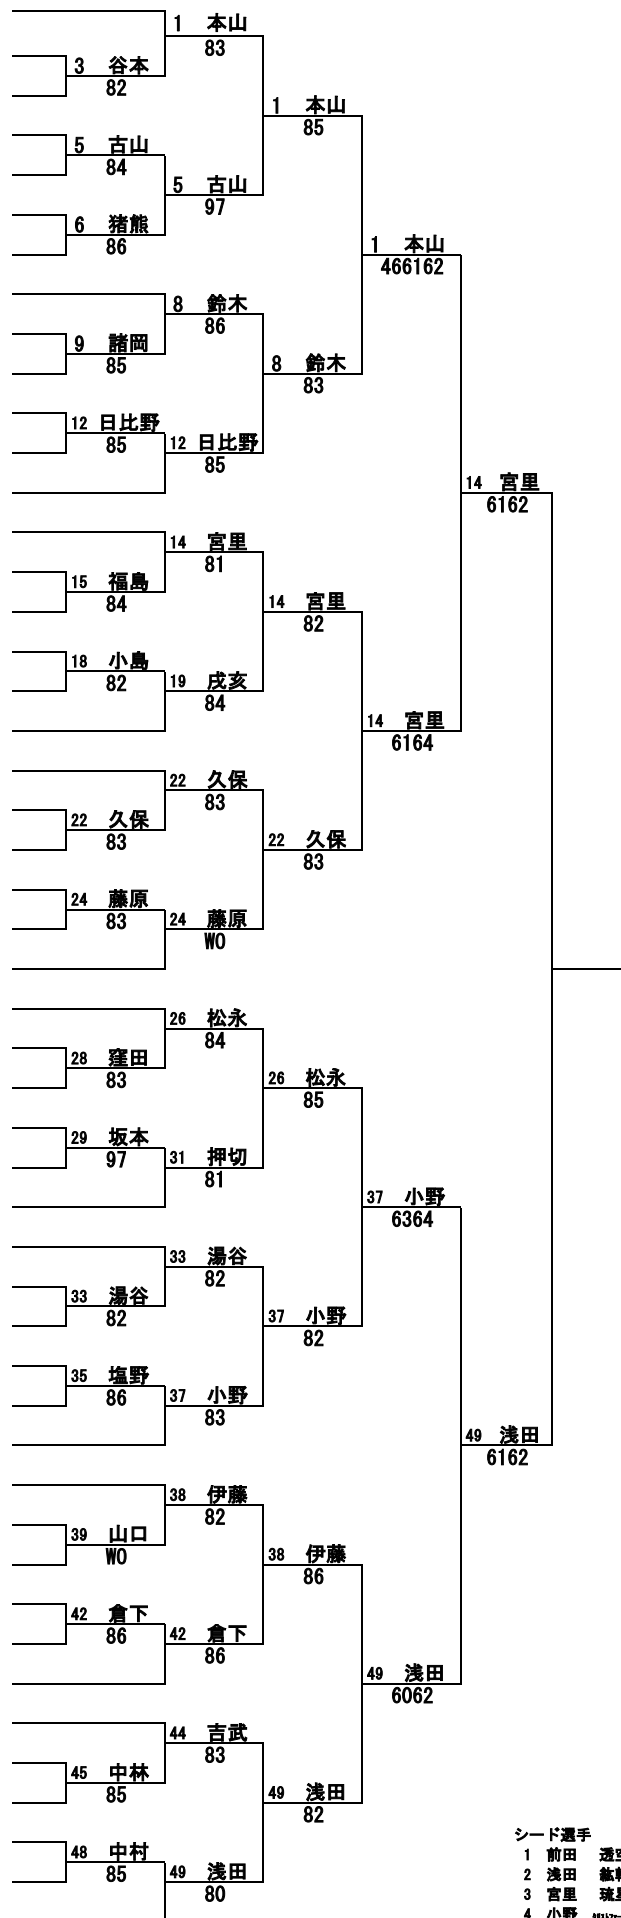 1 本山
83
3 谷本
82
1 本山
85
5 古山
84
5 古山
97
6 猪熊
86
1 本山
466162
8 鈴木
86
9 諸岡
85
8 鈴木
83
12 日比野
85
12 日比野
85
14 宮里
6162
14 宮里
81
15 福島
84
14 宮里
82
18 小島
82
19 戌亥
84
14 宮里
6164
22 久保
83
22 久保
83
22 久保
83
24 藤原
83
24 藤原
WO
26 松永
84
28 窪田
83
26 松永
85
29 坂本
97
31 押切
81
37 小野
6364
33 湯谷
82
33 湯谷
82
37 小野
82
35 塩野
86
37 小野
83
49 浅田
6162
38 伊藤
82
39 山口
WO
38 伊藤
86
42 倉下
86
42 倉下
86
49 浅田
6062
44 吉武
83
45 中林
85
49 浅田
82
48 中村
85
49 浅田
80
シード選手
1 前田 透空
2 浅田 紘輔
3 宮里 琉星
4 小野